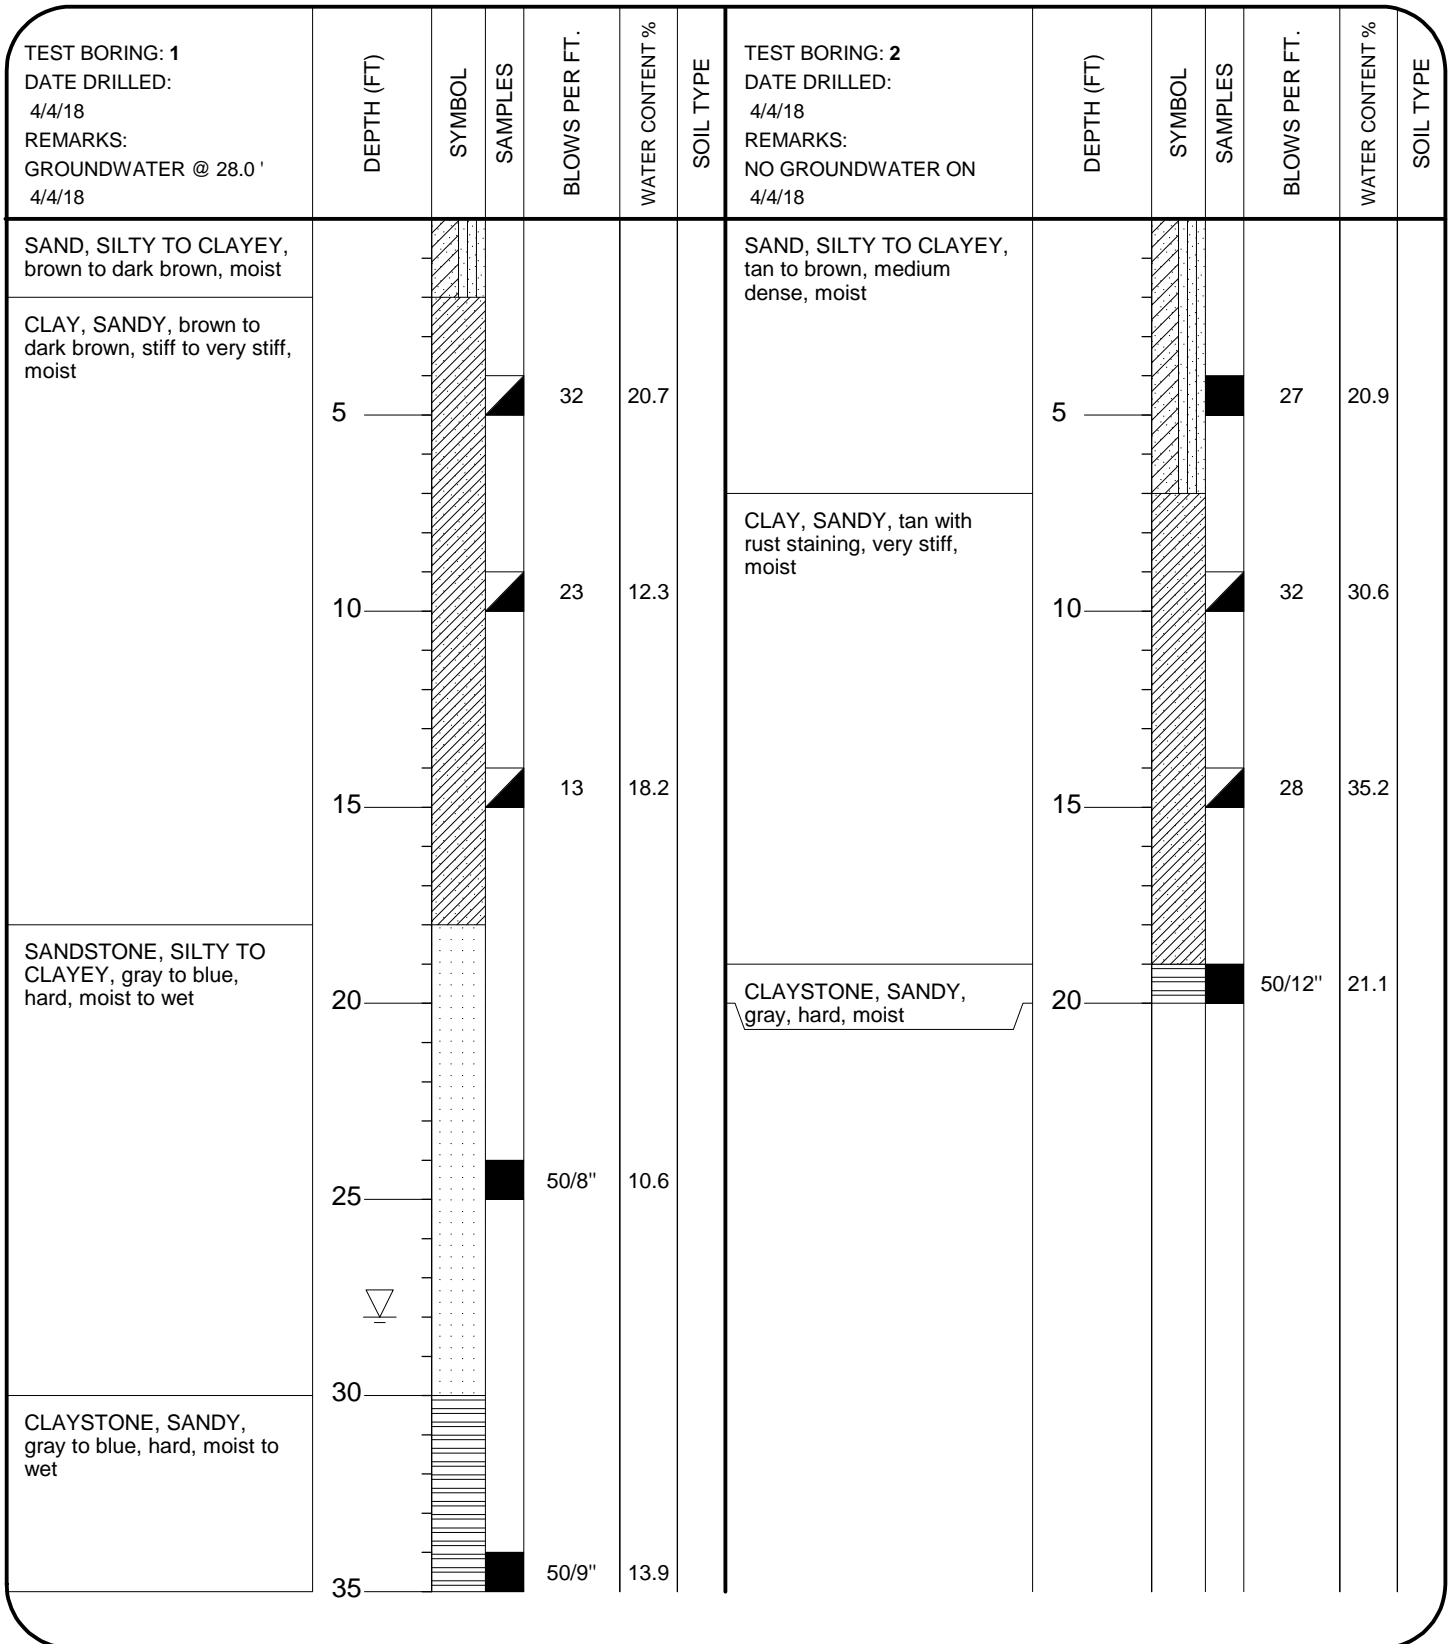 TEST BORING: 1
DATE DRILLED:
4/4/18
REMARKS:
GROUNDWATER @ 28.0 '
4/4/18
DEPTH (FT)
SYMBOL
SAMPLES
BLOWS PER FT.
WATER CONTENT %
SOIL TYPE
SAND, SILTY TO CLAYEY,
brown to dark brown, moist
CLAY, SANDY, brown to
dark brown, stiff to very stiff,
moist
5
32
20.7
10
23
12.3
15
13
18.2
SANDSTONE, SILTY TO
CLAYEY, gray to blue,
hard, moist to wet
20
25
50/8"
10.6
30
CLAYSTONE, SANDY,
gray to blue, hard, moist to
wet
35
50/9"
13.9
TEST BORING: 2
DATE DRILLED:
4/4/18
REMARKS:
NO GROUNDWATER ON
4/4/18
DEPTH (FT)
SYMBOL
SAMPLES
BLOWS PER FT.
WATER CONTENT %
SOIL TYPE
SAND, SILTY TO CLAYEY,
tan to brown, medium
dense, moist
5
27
20.9
CLAY, SANDY, tan with
rust staining, very stiff,
moist
10
32
30.6
15
28
35.2
CLAYSTONE, SANDY,
gray, hard, moist
20
50/12"
21.1